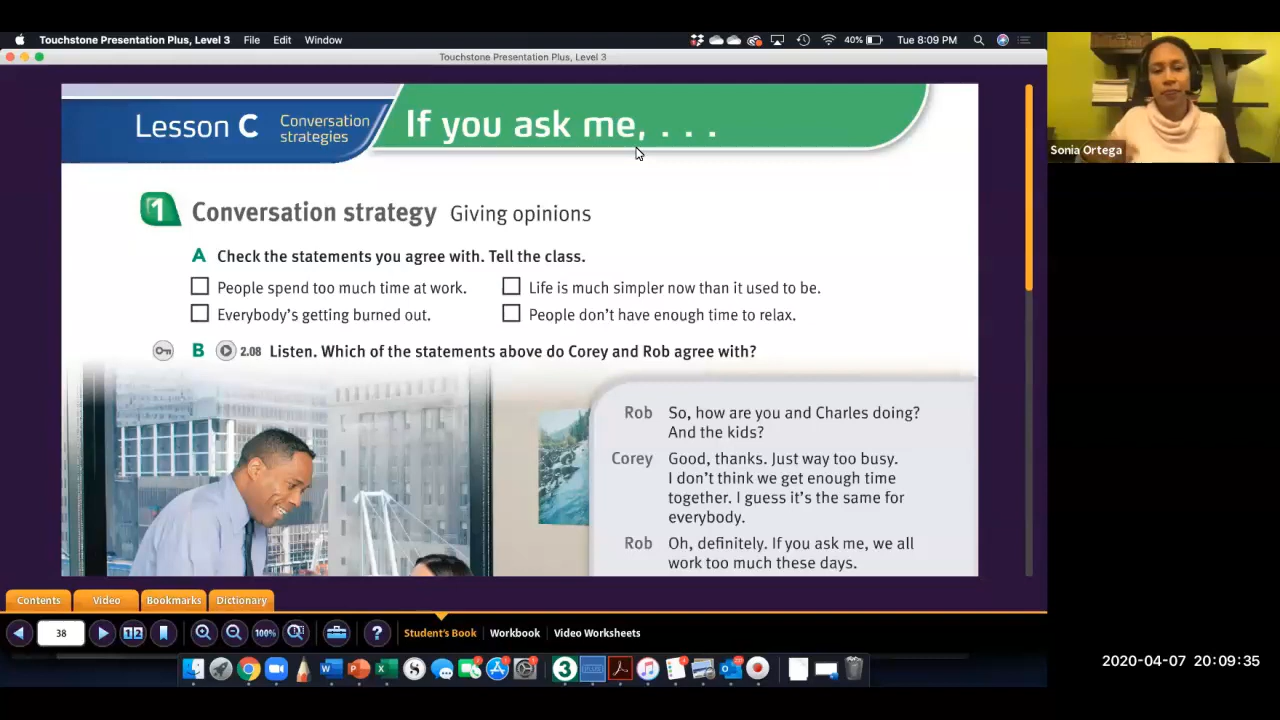 Touchstone Presentation Plus, Level 3 File Edit Window
40% Tue 8:09 PM
Touchstone Presentation Plus, Level 3
Lesson C Conversation strategies If you ask me, . . .
1 Conversation strategy Giving opinions
A Check the statements you agree with. Tell the class.
People spend too much time at work. Life is much simpler now than it used to be.
Everybody's getting burned out. People don't have enough time to relax.
B 2.08 Listen. Which of the statements above do Corey and Rob agree with?
Rob So, how are you and Charles doing?
And the kids?
Corey Good, thanks. Just way too busy.
I don't think we get enough time
together. I guess it's the same for
everybody.
Rob Oh, definitely. If you ask me, we all
work too much these days.
Contents Video Bookmarks Dictionary
38 12 100% ? Student's Book Workbook Video Worksheets
Sonia Ortega
2020-04-07 20:09:35